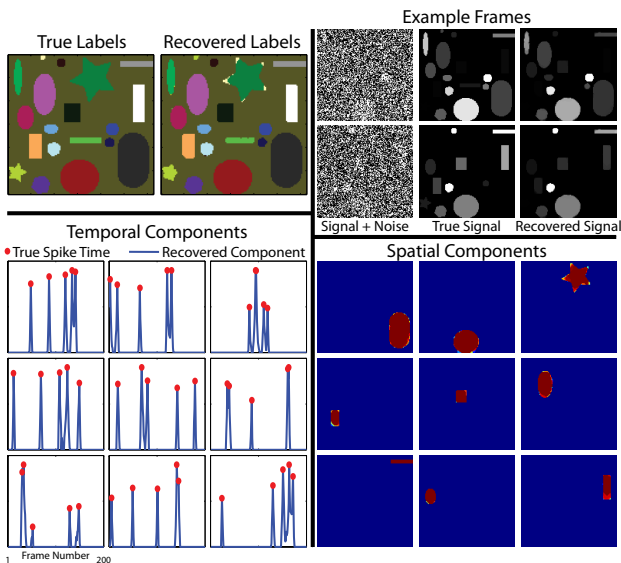 Example Frames
True Labels
Recovered Labels
Signal + Noise
True Signal
Recovered Signal
Temporal Components
True Spike Time
Recovered Component
Spatial Components
1
Frame Number
200